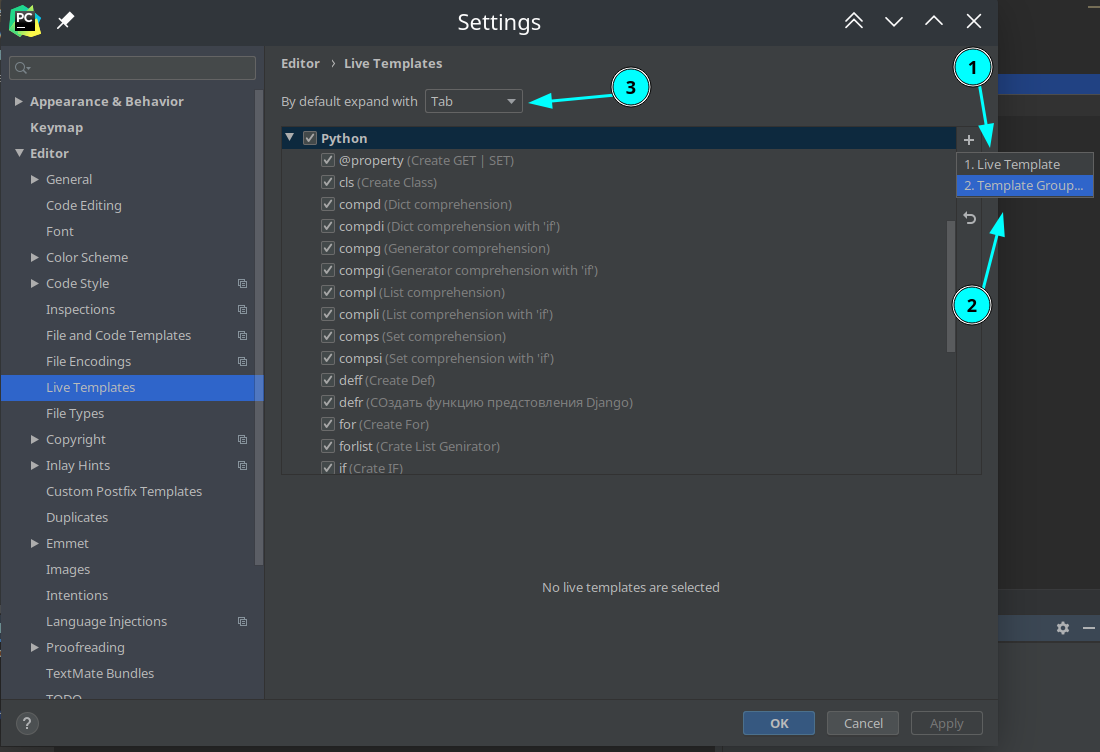 PC
Settings
Editor › Live Templates
By default expand with Tab
1
3
2
Appearance & Behavior
Keymap
Editor
General
Code Editing
Font
Color Scheme
Code Style
Inspections
File and Code Templates
File Encodings
Live Templates
File Types
Copyright
Inlay Hints
Custom Postfix Templates
Duplicates
Emmet
Images
Intentions
Language Injections
Proofreading
TextMate Bundles
TODO
Python
@property (Create GET | SET)
cls (Create Class)
compd (Dict comprehension)
compdi (Dict comprehension with 'if')
compg (Generator comprehension)
compgi (Generator comprehension with 'if')
compl (List comprehension)
compli (List comprehension with 'if')
comps (Set comprehension)
compsi (Set comprehension with 'if')
deff (Create Def)
defr (СОздать функцию предстовления Django)
for (Create For)
forlist (Crate List Genirator)
if (Crate IF)
1. Live Template
2. Template Group...
No live templates are selected
?
OK
Cancel
Apply